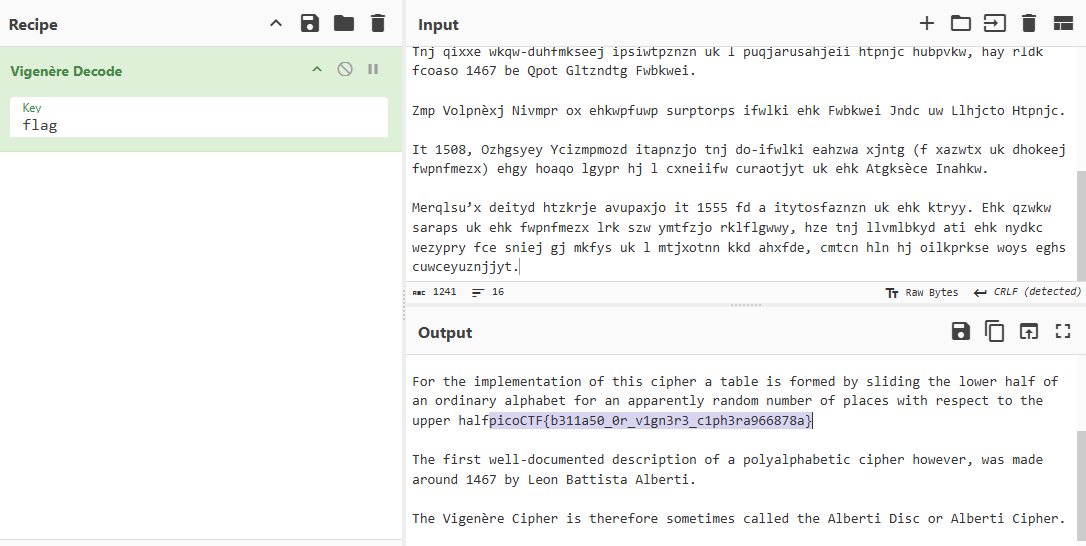 Recipe
Vigenère Decode
Key
flag
Input
Tnj qixxe wkqw-duhfmkseej ipsiwtpznzn uk l puqjarusahjeii htpnjc hubpvkw, hay rldk
fcoaso 1467 be Qpot Gltzndtg Fwbkwei.
Zmp Volpnèxj Nivmpr ox ehkwpfuwp surptorps ifwlki ehk Fwbkwei Jndc uw Llhjcto Htpnjc.
It 1508, Ozhgsyey Ycizmpmozd itapnzjo tnj do-ifwlki eahzwa xjntg (f xazwtx uk dhokeej
fwpnfmezx) ehgy hoaqo lgypr hj l cxneiifw curaotjyt uk ehk Atgksèce Inahkw.
Merqlsu’x deityd htzkrje avupaxjo it 1555 fd a itytosfaznzn uk ehk ktryy. Ehk qzwkw
saraps uk ehk fwpnfmezx lrk szw ymtfzjo rklflgwwy, hze tnj llvmlbkyd ati ehk nydkc
wezypry fce sniej gj mkfys uk l mtjxotnn kkd ahxfde, cmtcn hln hj oilkprkse woys eghs
cuwceyuznjjyt.
ABC 1241 16 Raw Bytes CRLF (detected)
Output
For the implementation of this cipher a table is formed by sliding the lower half of
an ordinary alphabet for an apparently random number of places with respect to the
upper halfpicoCTF{b311a50_0r_v1gn3r3_c1ph3ra966878a}
The first well-documented description of a polyalphabetic cipher however, was made
around 1467 by Leon Battista Alberti.
The Vigenère Cipher is therefore sometimes called the Alberti Disc or Alberti Cipher.